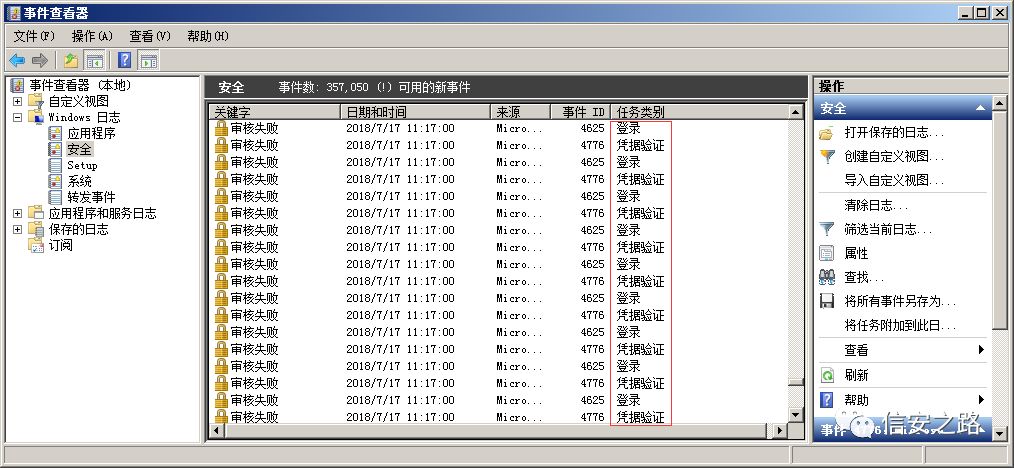 事件查看器
文件(F) 操作(A) 查看(V) 帮助(H)
事件查看器 (本地)
自定义视图
Windows 日志
应用程序
安全
Setup
系统
转发事件
应用程序和服务日志
保存的日志
订阅
安全 事件数: 357,050 (!) 可用的新事件
关键字 日期和时间 来源 事件 ID 任务类别
审核失败 2018/7/17 11:17:00 Micro... 4625 登录
审核失败 2018/7/17 11:17:00 Micro... 4776 凭据验证
审核失败 2018/7/17 11:17:00 Micro... 4625 登录
审核失败 2018/7/17 11:17:00 Micro... 4776 凭据验证
审核失败 2018/7/17 11:17:00 Micro... 4625 登录
审核失败 2018/7/17 11:17:00 Micro... 4776 凭据验证
审核失败 2018/7/17 11:17:00 Micro... 4625 登录
审核失败 2018/7/17 11:17:00 Micro... 4776 凭据验证
审核失败 2018/7/17 11:17:00 Micro... 4625 登录
审核失败 2018/7/17 11:17:00 Micro... 4776 凭据验证
审核失败 2018/7/17 11:17:00 Micro... 4625 登录
审核失败 2018/7/17 11:17:00 Micro... 4776 凭据验证
审核失败 2018/7/17 11:17:00 Micro... 4625 登录
审核失败 2018/7/17 11:17:00 Micro... 4776 凭据验证
审核失败 2018/7/17 11:17:00 Micro... 4625 登录
审核失败 2018/7/17 11:17:00 Micro... 4776 凭据验证
审核失败 2018/7/17 11:17:00 Micro... 4625 登录
审核失败 2018/7/17 11:17:00 Micro... 4776 凭据验证
操作
安全
打开保存的日志...
创建自定义视图...
导入自定义视图...
清除日志...
筛选当前日志...
属性
查找...
将所有事件另存为...
将任务附加到此日...
查看
刷新
帮助
事件
信安之路